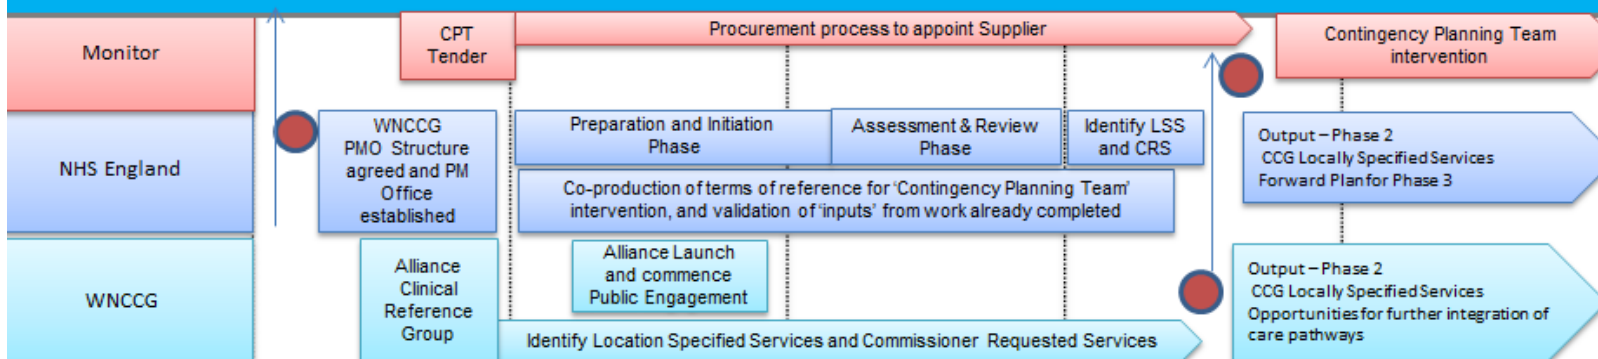 Monitor
CPT
Tender
Procurement process to appoint Supplier
Contingency Planning Team
intervention
NHS England
WNCCG
PMO Structure
agreed and PM
Office
established
Preparation and Initiation
Phase
Assessment & Review
Phase
Identify LSS
and CRS
Co-production of terms of reference for ‘Contingency Planning Team’
intervention, and validation of ‘inputs’ from work already completed
Output – Phase 2
CCG Locally Specified Services
Forward Plan for Phase 3
WNCCG
Alliance
Clinical
Reference
Group
Alliance Launch
and commence
Public Engagement
Identify Location Specified Services and Commissioner Requested Services
Output – Phase 2
CCG Locally Specified Services
Opportunities for further integration of
care pathways